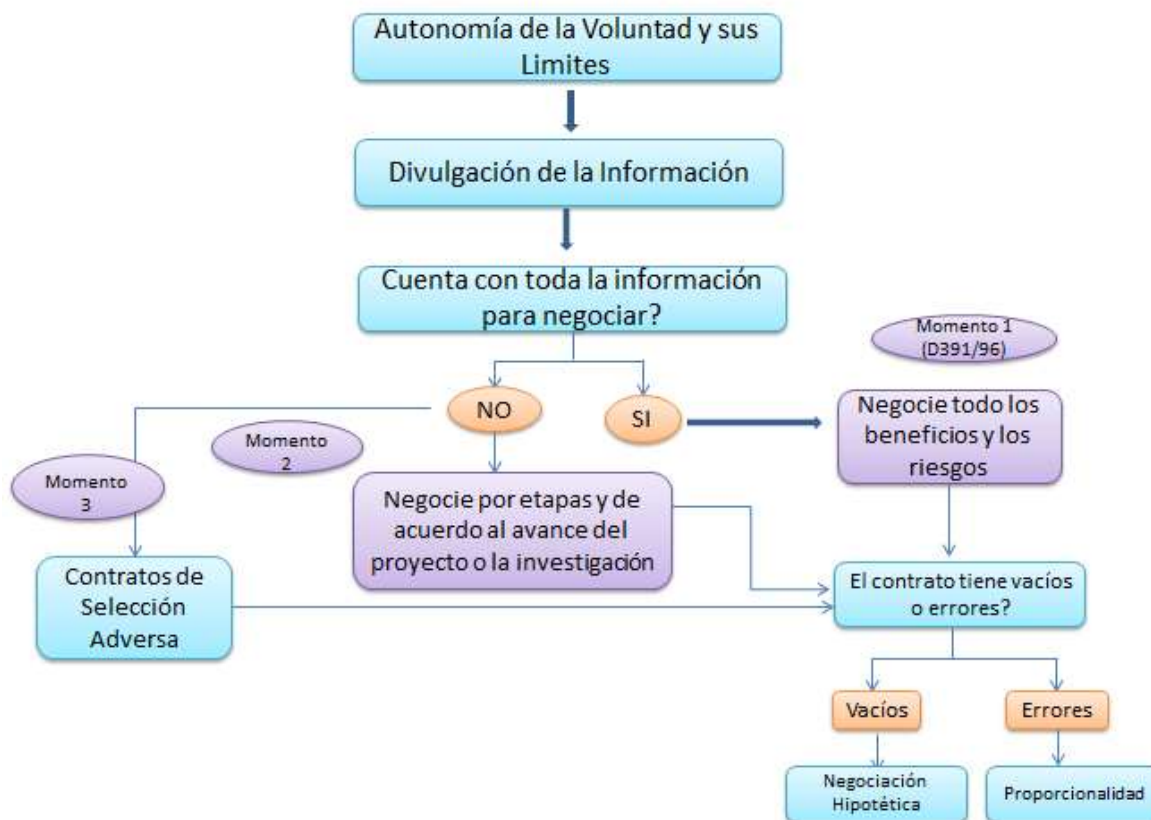 Autonomía de la Voluntad y sus
Limites
Divulgación de la Información
Cuenta con toda la información
para negociar?
Momento 1
(D391/96)
NO
SI
Negocie todo los
beneficios y los
riesgos
Momento
2
Momento
3
Negocie por etapas y de
acuerdo al avance del
proyecto o la investigación
Contratos de
Selección
Adversa
El contrato tiene vacíos
o errores?
Vacíos
Errores
Negociación
Hipotética
Proporcionalidad